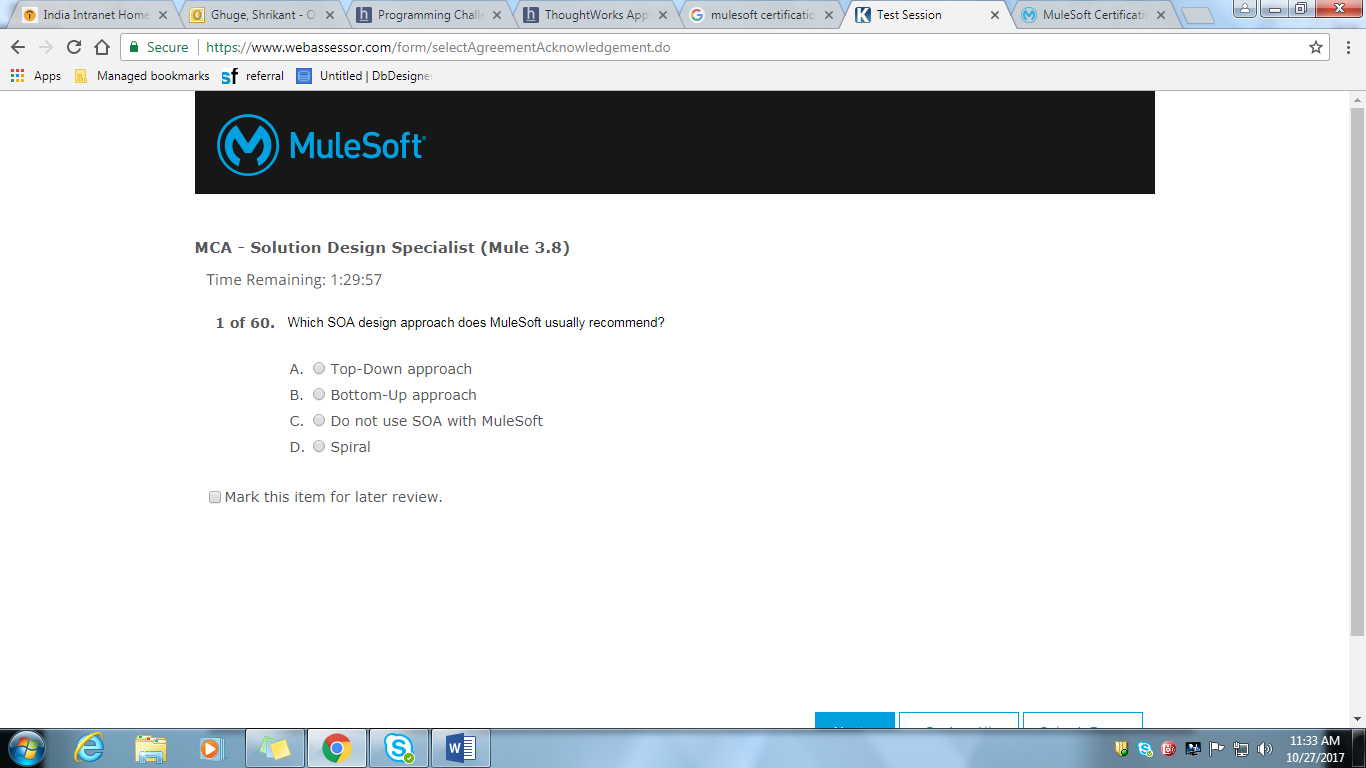 India Intranet Home
Ghuge, Shrikant - O
Programming Challe
ThoughtWorks App
mulesoft certificatio
Test Session
MuleSoft Certificatio
Secure
https://www.webassessor.com/form/selectAgreementAcknowledgement.do
Apps
Managed bookmarks
sf referral
Untitled | DbDesigner
MuleSoft
MCA - Solution Design Specialist (Mule 3.8)
Time Remaining: 1:29:57
1 of 60. Which SOA design approach does MuleSoft usually recommend?
A. Top-Down approach
B. Bottom-Up approach
C. Do not use SOA with MuleSoft
D. Spiral
Mark this item for later review.
11:33 AM
10/27/2017